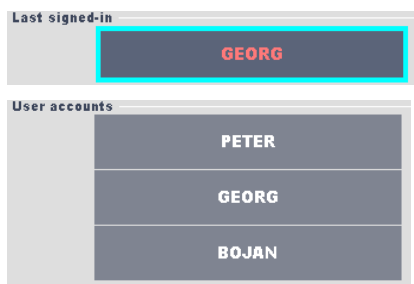 Last signed-in
GEORG
User accounts
PETER
GEORG
BOJAN